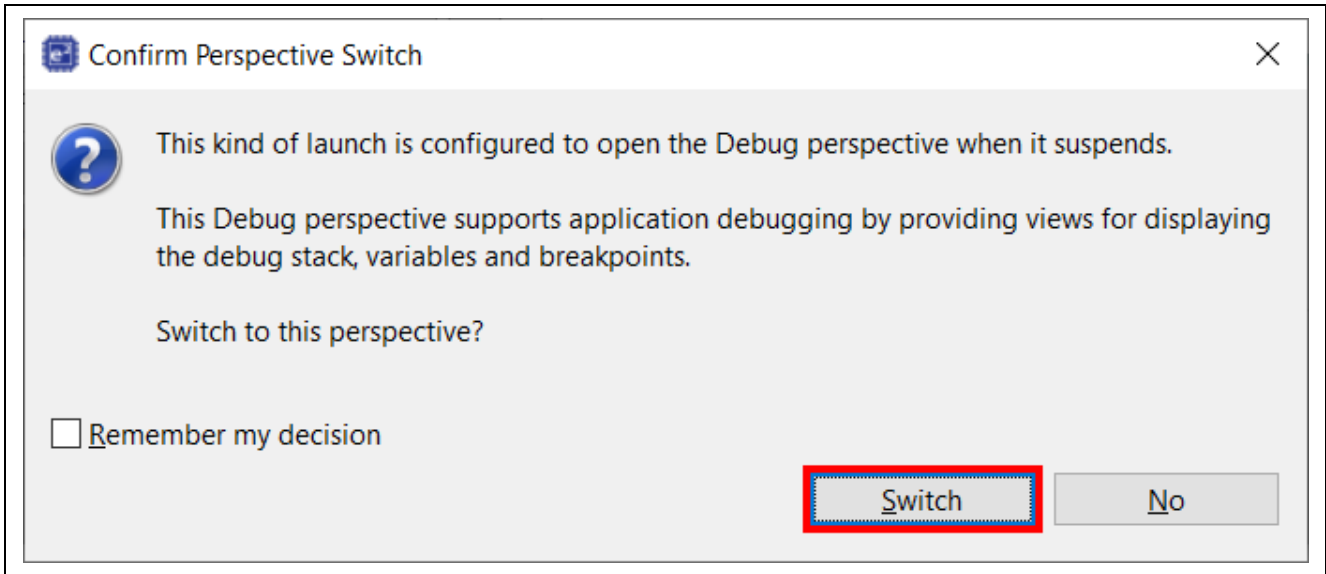 Confirm Perspective Switch
This kind of launch is configured to open the Debug perspective when it suspends.
This Debug perspective supports application debugging by providing views for displaying
the debug stack, variables and breakpoints.
Switch to this perspective?
Remember my decision
Switch No